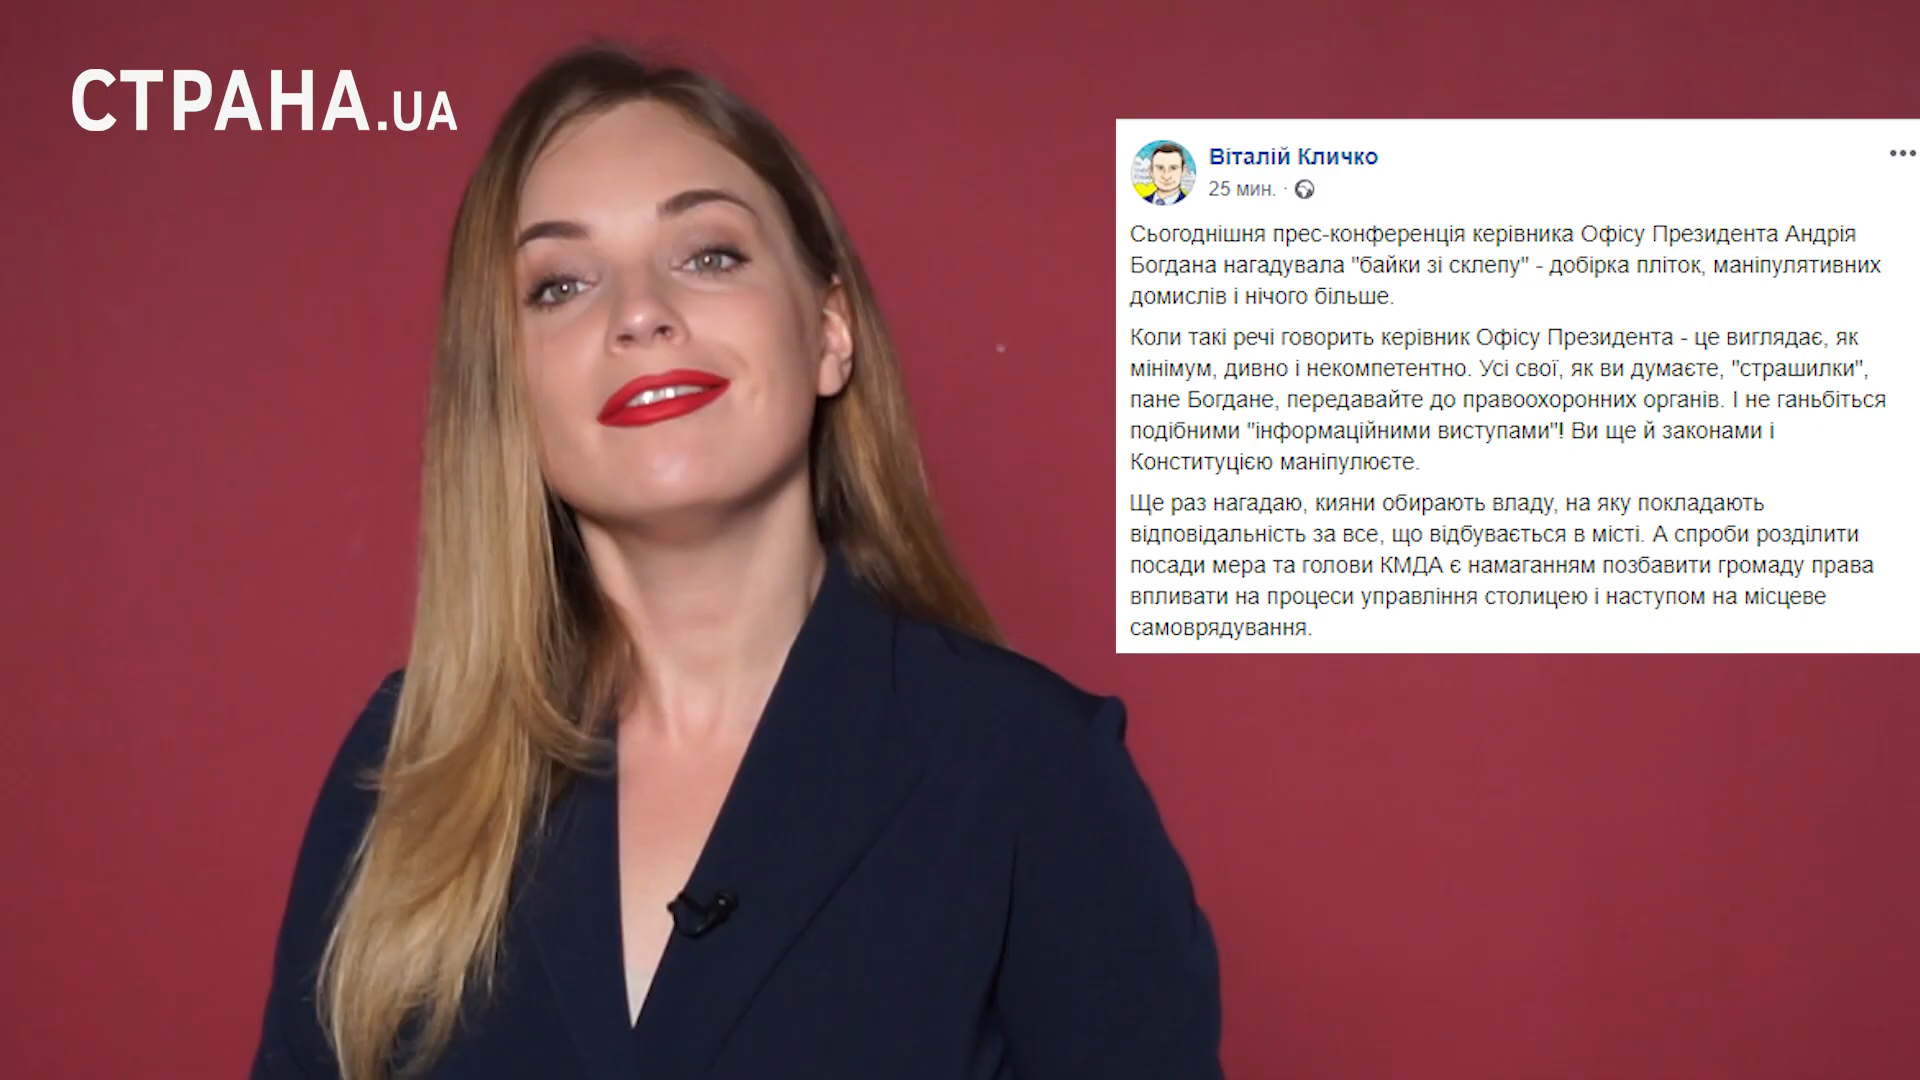 СТРАНА.UA
Віталій Кличко
25 мин. ·
Сьогоднішня прес-конференція керівника Офісу Президента Андрія
Богдана нагадувала "байки зі склепу" - добірка пліток, маніпулятивних
домислів і нічого більше.
Коли такі речі говорить керівник Офісу Президента - це виглядає, як
мінімум, дивно і некомпетентно. Усі свої, як ви думаєте, "страшилки",
пане Богдане, передавайте до правоохоронних органів. І не ганьбіться
подібними "інформаційними виступами"! Ви ще й законами і
Конституцією маніпулюєте.
Ще раз нагадаю, кияни обирають владу, на яку покладають
відповідальність за все, що відбувається в місті. А спроби розділити
посади мера та голови КМДА є намаганням позбавити громаду права
впливати на процеси управління столицею і наступом на місцеве
самоврядування.